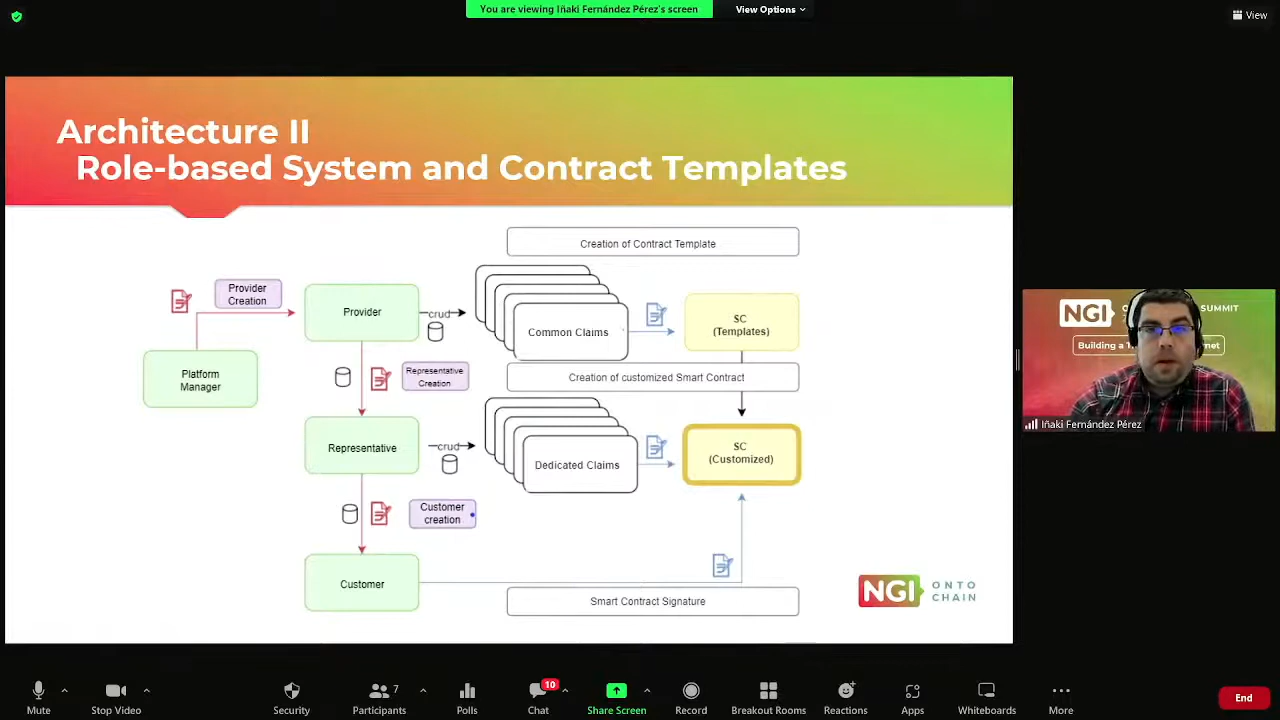 You are viewing Iñaki Fernández Pérez's screen
View Options
View
Architecture II
Role-based System and Contract Templates
Creation of Contract Template
Provider
Creation
Provider
crud
Common Claims
SC
(Templates)
Platform
Manager
Representative
Creation
Creation of customized Smart Contract
Representative
crud
Dedicated Claims
SC
(Customized)
Customer
creation
Customer
Smart Contract Signature
NGI
ONTO
CHAIN
NGI
SUMMIT
Building a T
rnet
Iñaki Fernández Pérez
Mute
Stop Video
Security
7
Participants
Polls
10
Chat
Share Screen
Record
Breakout Rooms
Reactions
Apps
Whiteboards
More
End